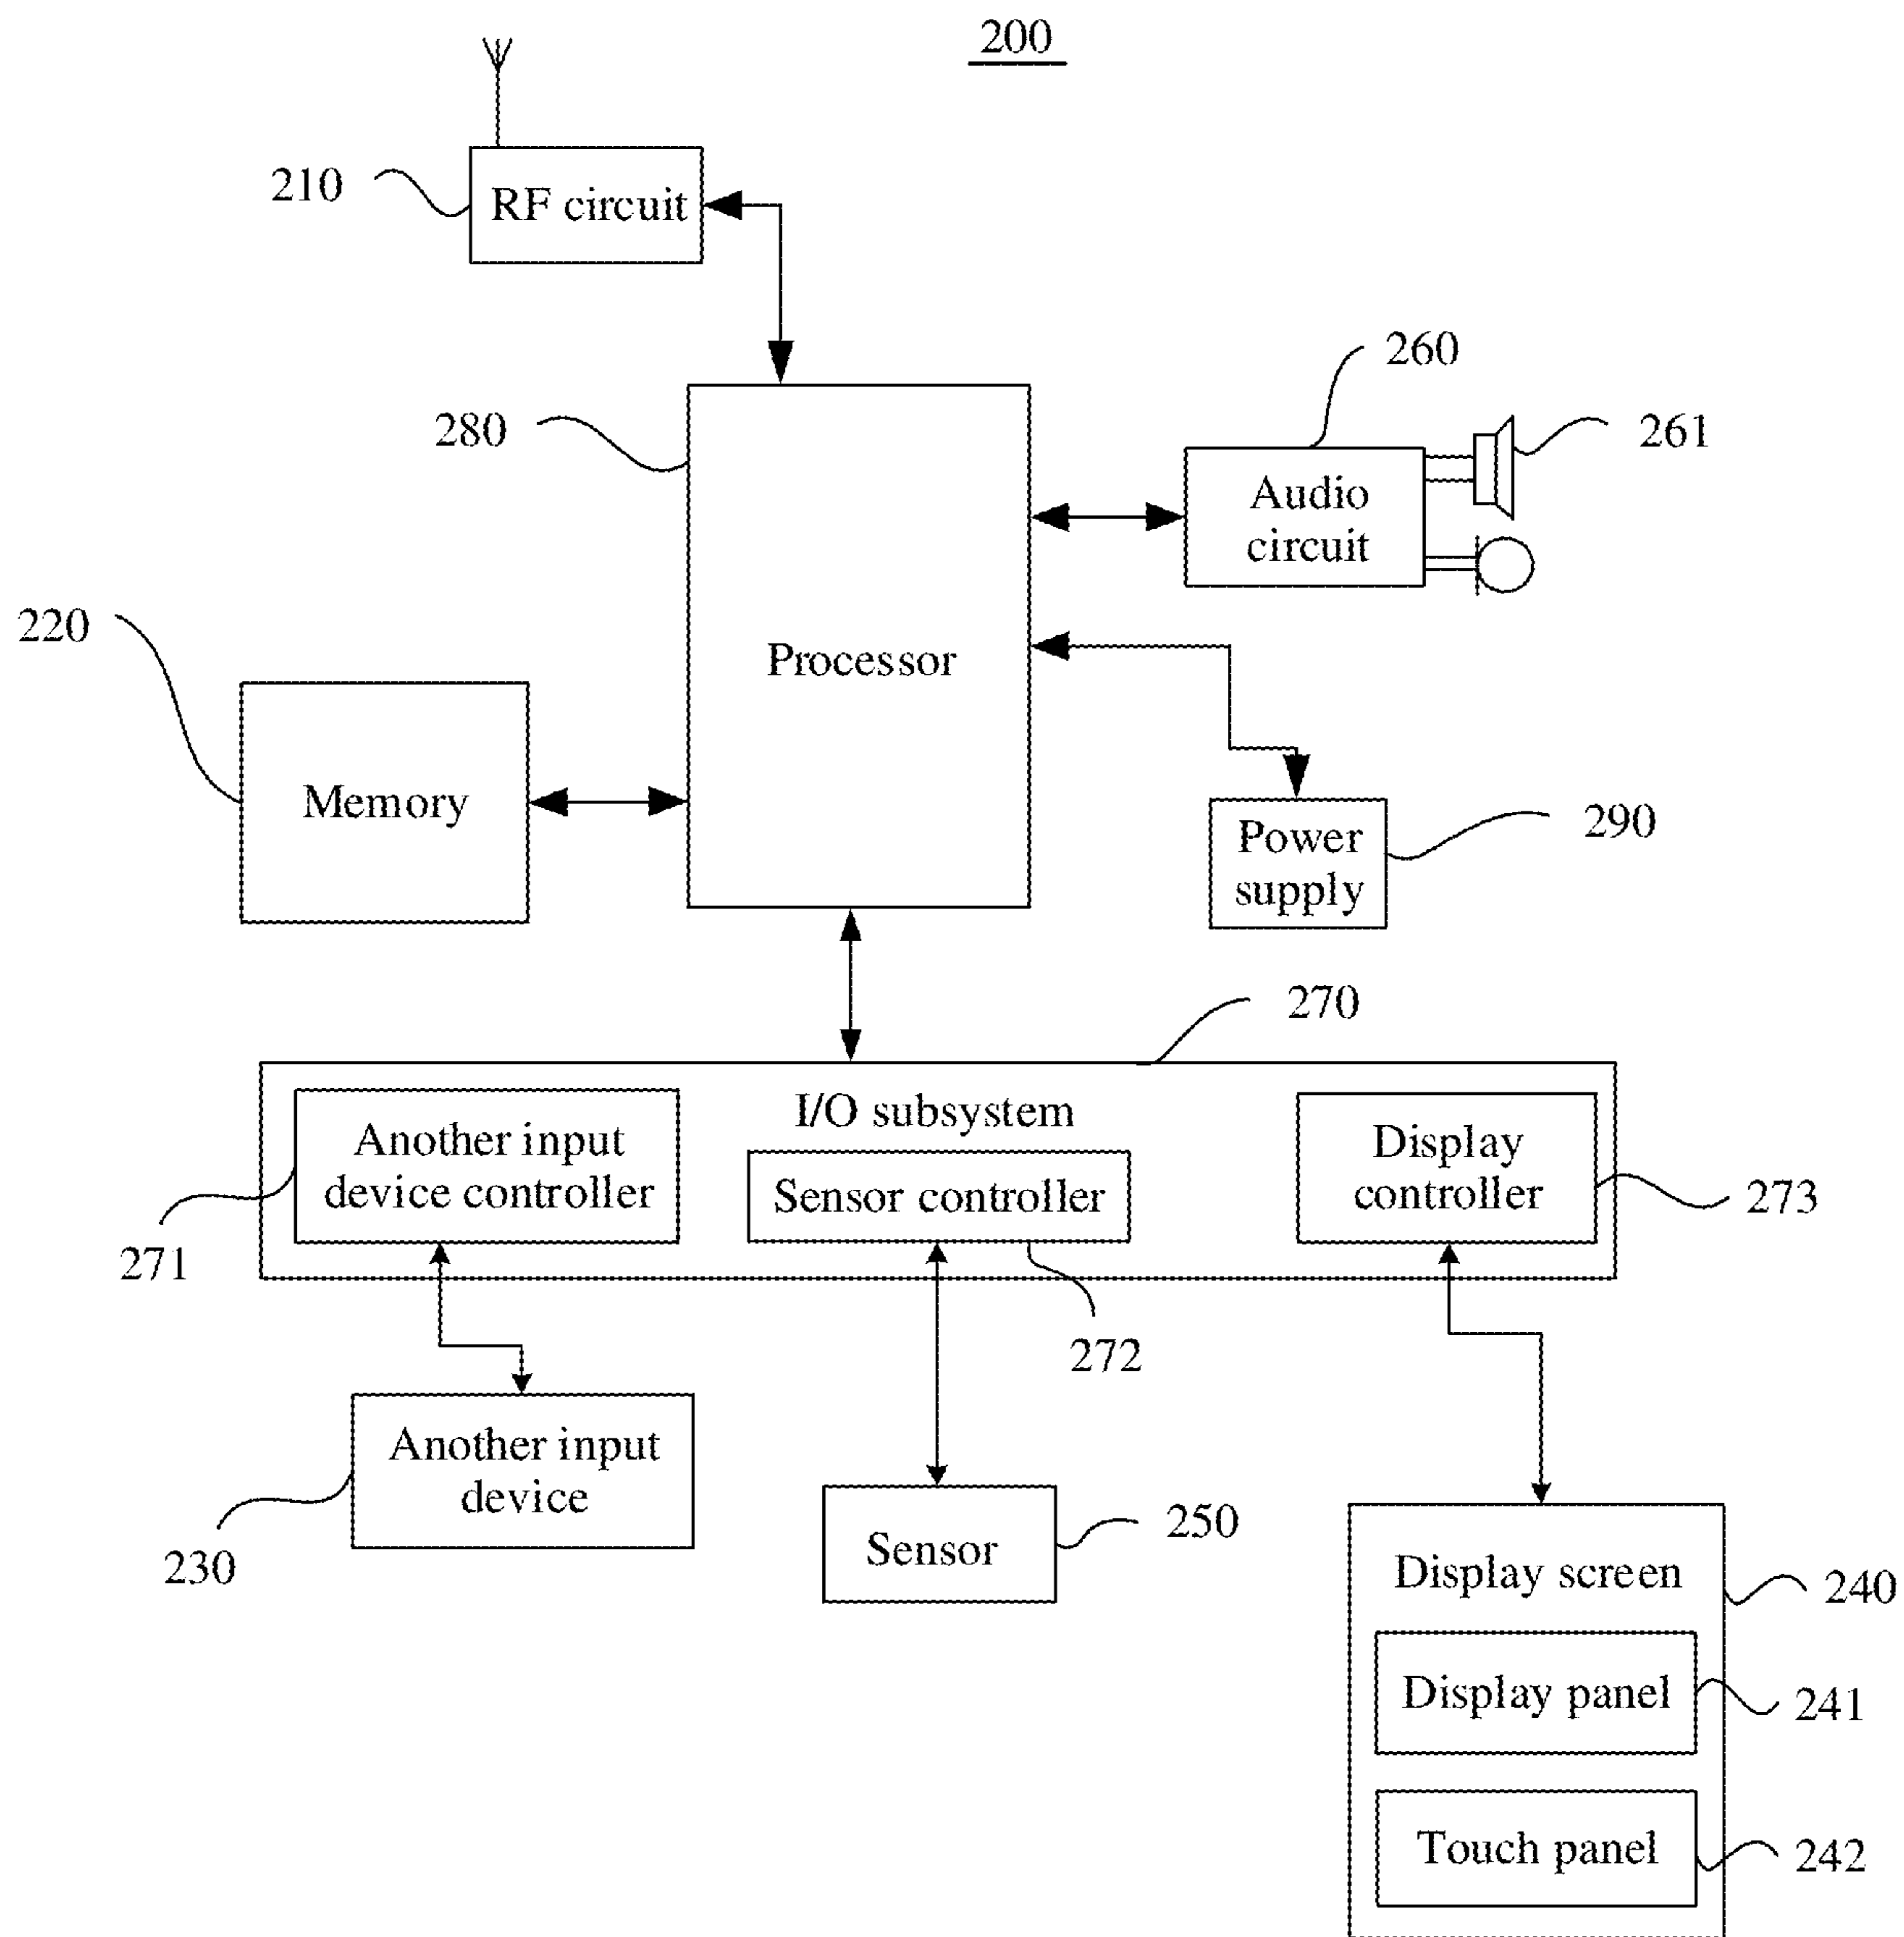 200
210
RF circuit
260
280
261
Audio
circuit
220
Processor
Memory
290
Power
supply
270
I/O subsystem
Another input
device controller
Sensor controller
Display
controller
273
271
272
Another input
device
230
250
Sensor
Display screen
240
Display panel
241
Touch panel
242